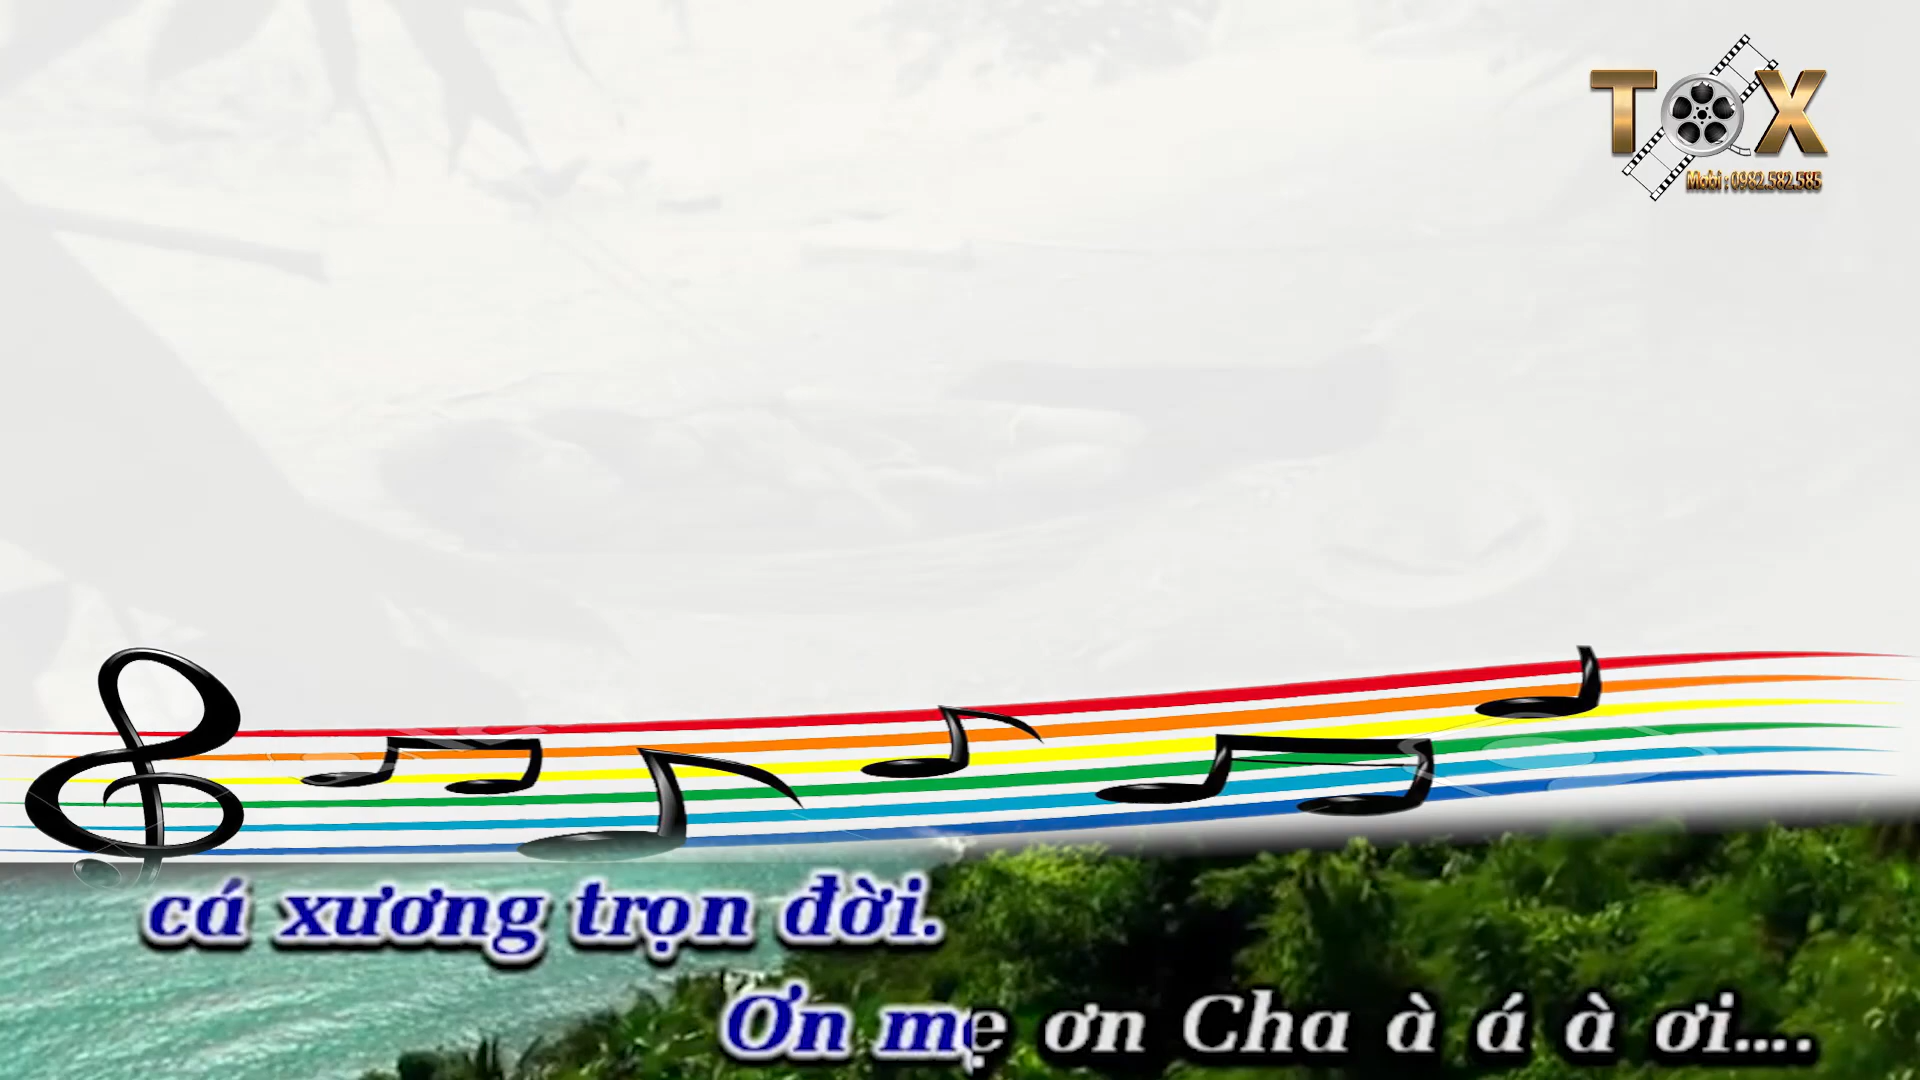 TOX
Mobi : 0982.582.585
cá xương trọn đời.
Ơn mẹ ơn Cha à á à ơi....